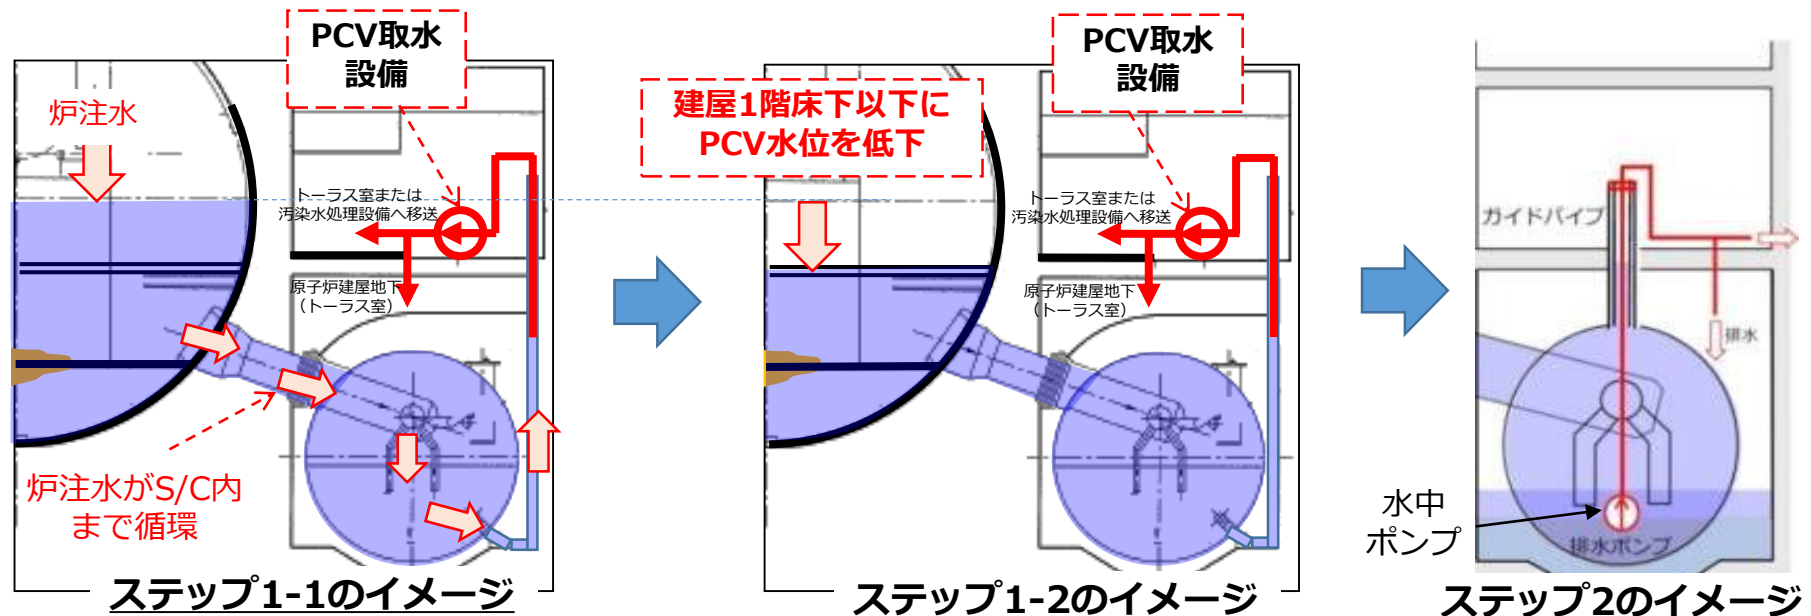 PCV取水
設備
炉注水
トーラス室または
汚染水処理設備へ移送
原子炉建屋地下
(トーラス室)
炉注水がS/C内
まで循環
ステップ1-1のイメージ
建屋1階床下以下に
PCV水位を低下
PCV取水
設備
トーラス室または
汚染水処理設備へ移送
原子炉建屋地下
(トーラス室)
ステップ1-2のイメージ
ガイドパイプ
排水
水中
ポンプ
排水ポンプ
ステップ2のイメージ